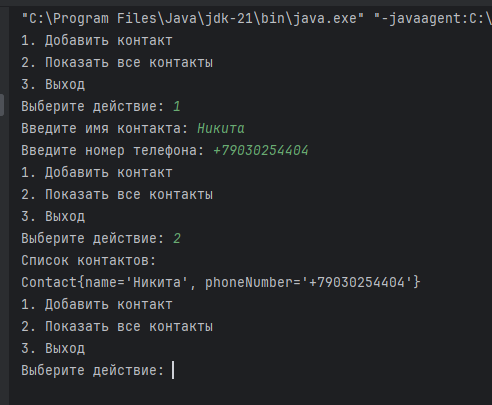 "C:\Program Files\Java\jdk-21\bin\java.exe" "-javaagent:C:\
1. Добавить контакт
2. Показать все контакты
3. Выход
Выберите действие: 1
Введите имя контакта: Никита
Введите номер телефона: +79030254404
1. Добавить контакт
2. Показать все контакты
3. Выход
Выберите действие: 2
Список контактов:
Contact{name='Никита', phoneNumber='+79030254404'}
1. Добавить контакт
2. Показать все контакты
3. Выход
Выберите действие: